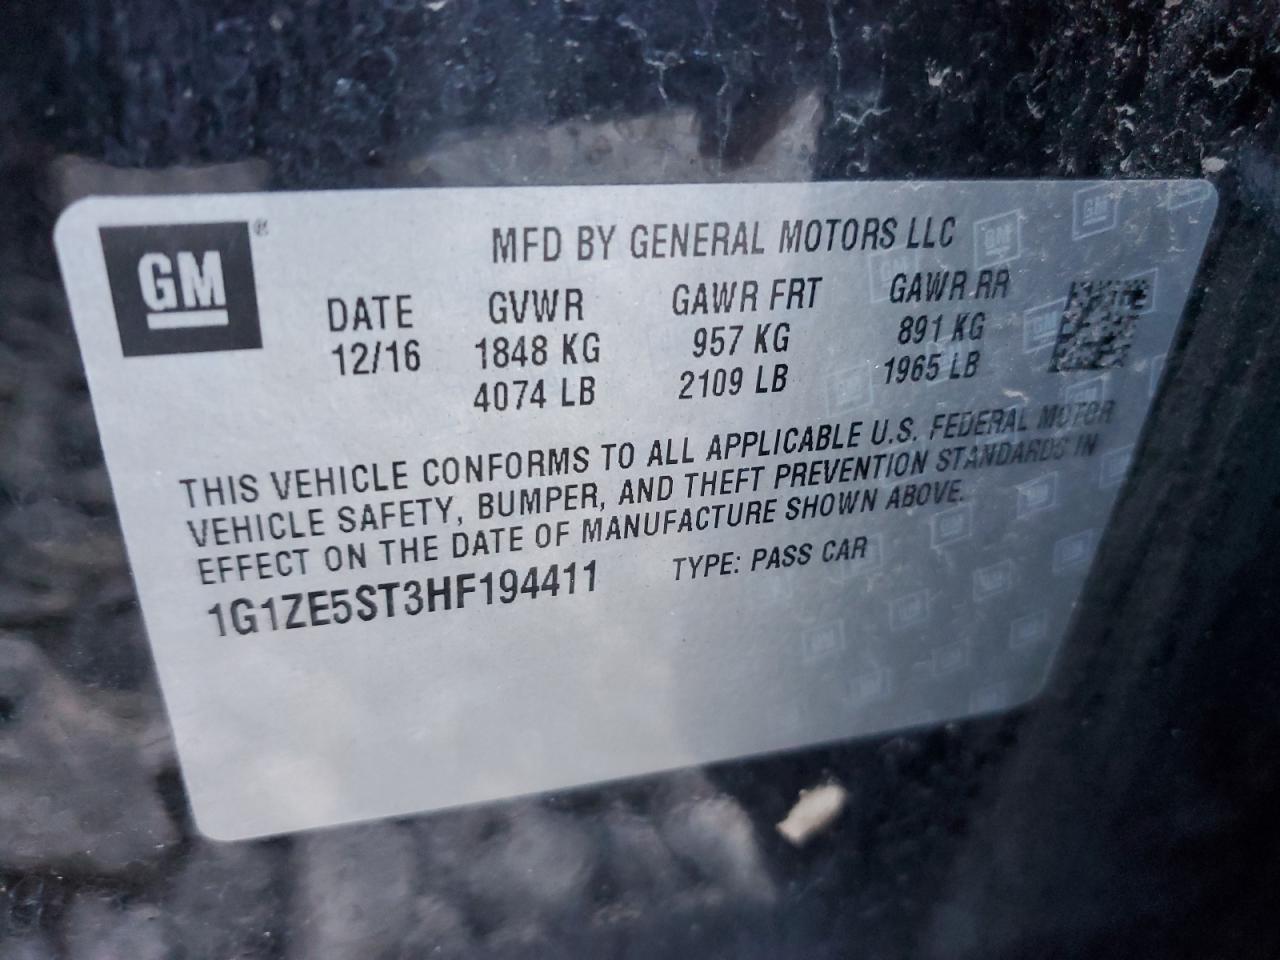 GM ®
MFD BY GENERAL MOTORS LLC
DATE GVWR GAWR FRT GAWR RR
12/16 1848 KG 957 KG 891 KG
4074 LB 2109 LB 1965 LB
THIS VEHICLE CONFORMS TO ALL APPLICABLE U.S. FEDERAL MOTOR
VEHICLE SAFETY, BUMPER, AND THEFT PREVENTION STANDARDS IN
EFFECT ON THE DATE OF MANUFACTURE SHOWN ABOVE.
1G1ZE5ST3HF194411 TYPE: PASS CAR